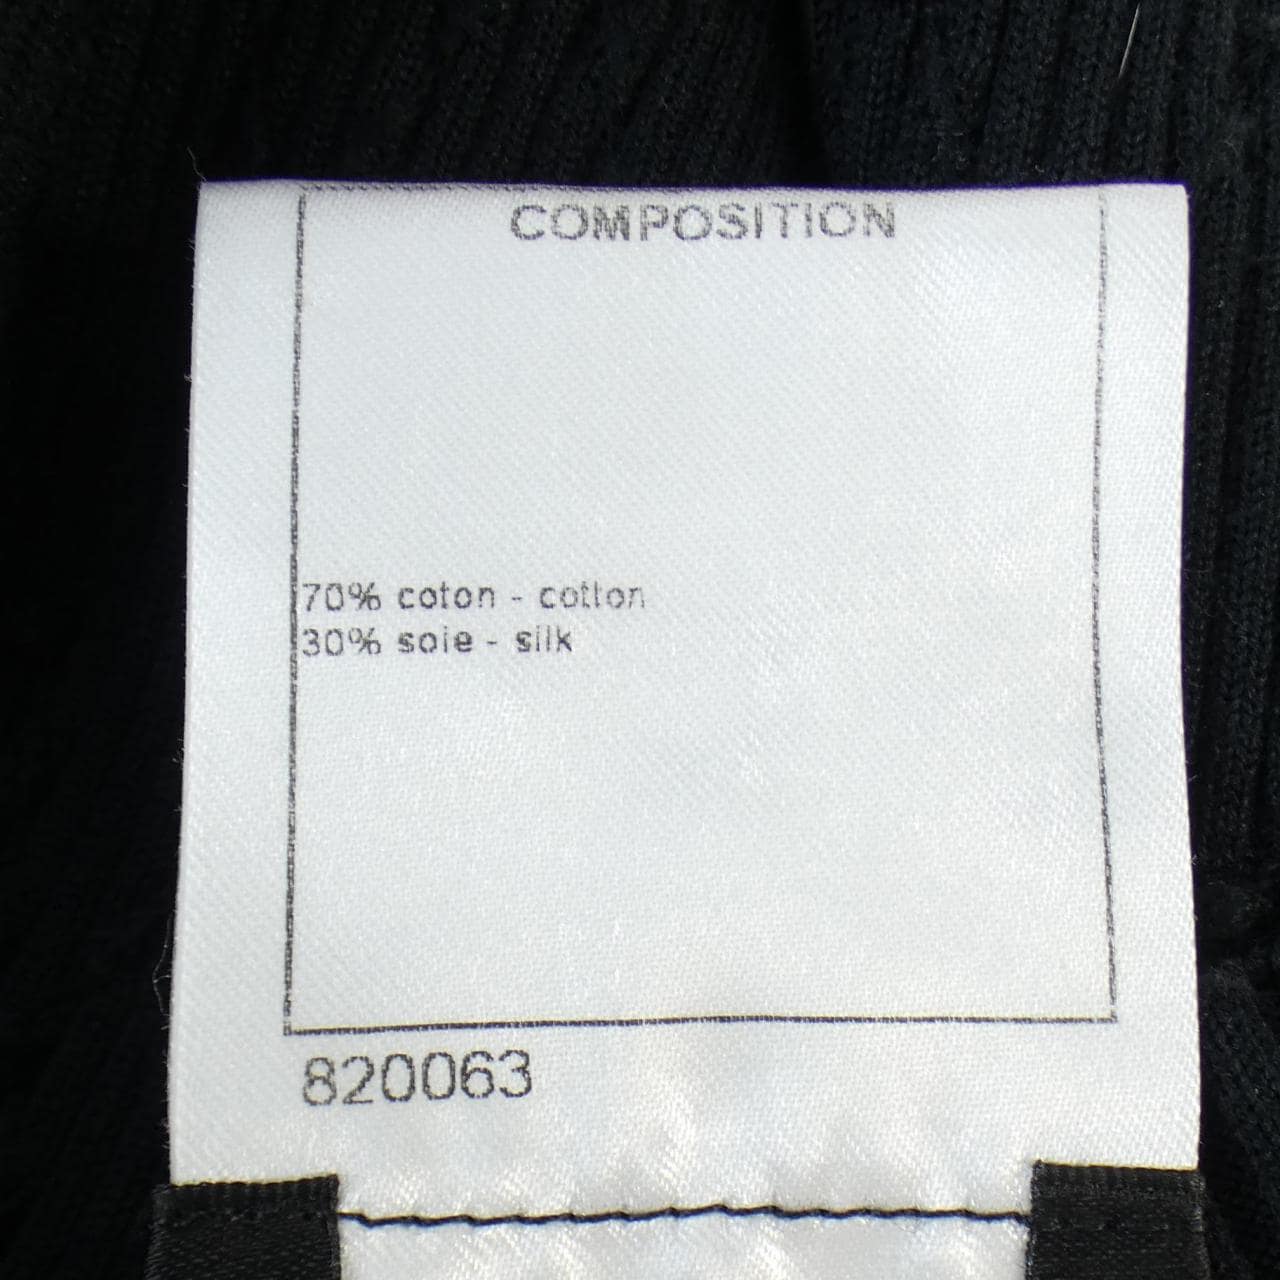 COMPOSITION
70% coton - cotton
30% soie - silk
820063